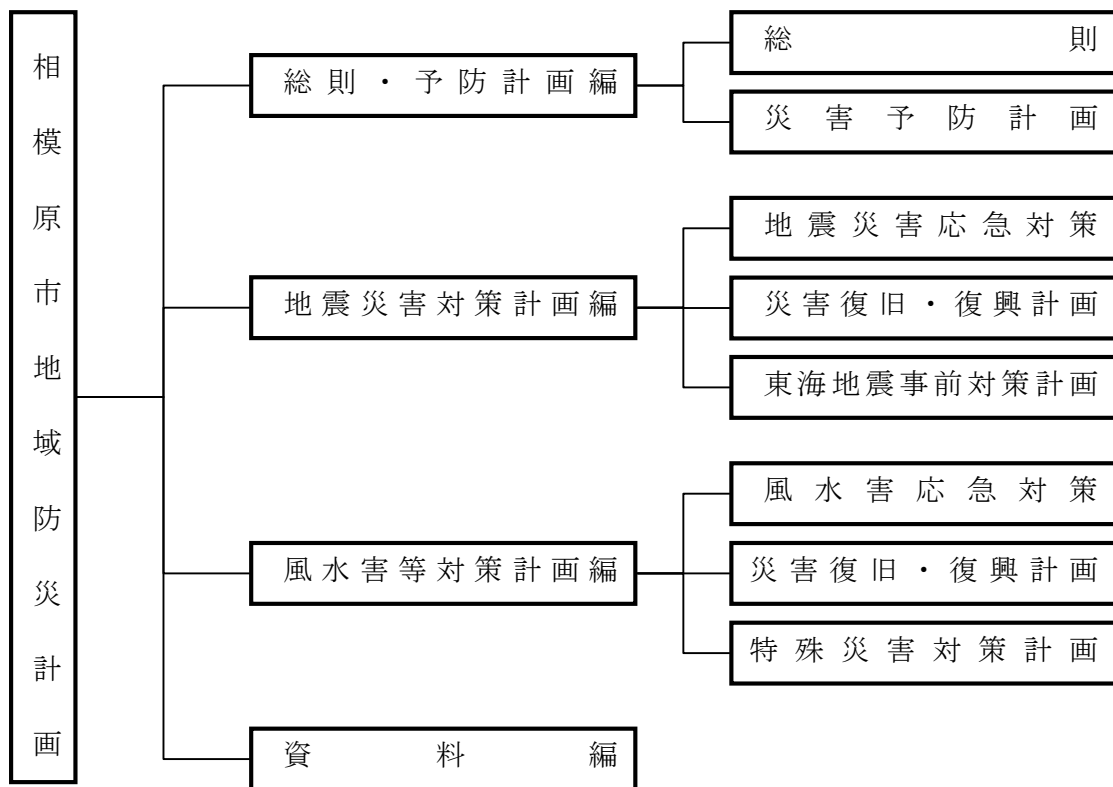 相模原市地域防災計画
総則・予防計画編
総則
災害予防計画
地震災害対策計画編
地震災害応急対策
災害復旧・復興計画
東海地震事前対策計画
風水害等対策計画編
風水害応急対策
災害復旧・復興計画
特殊災害対策計画
資料編